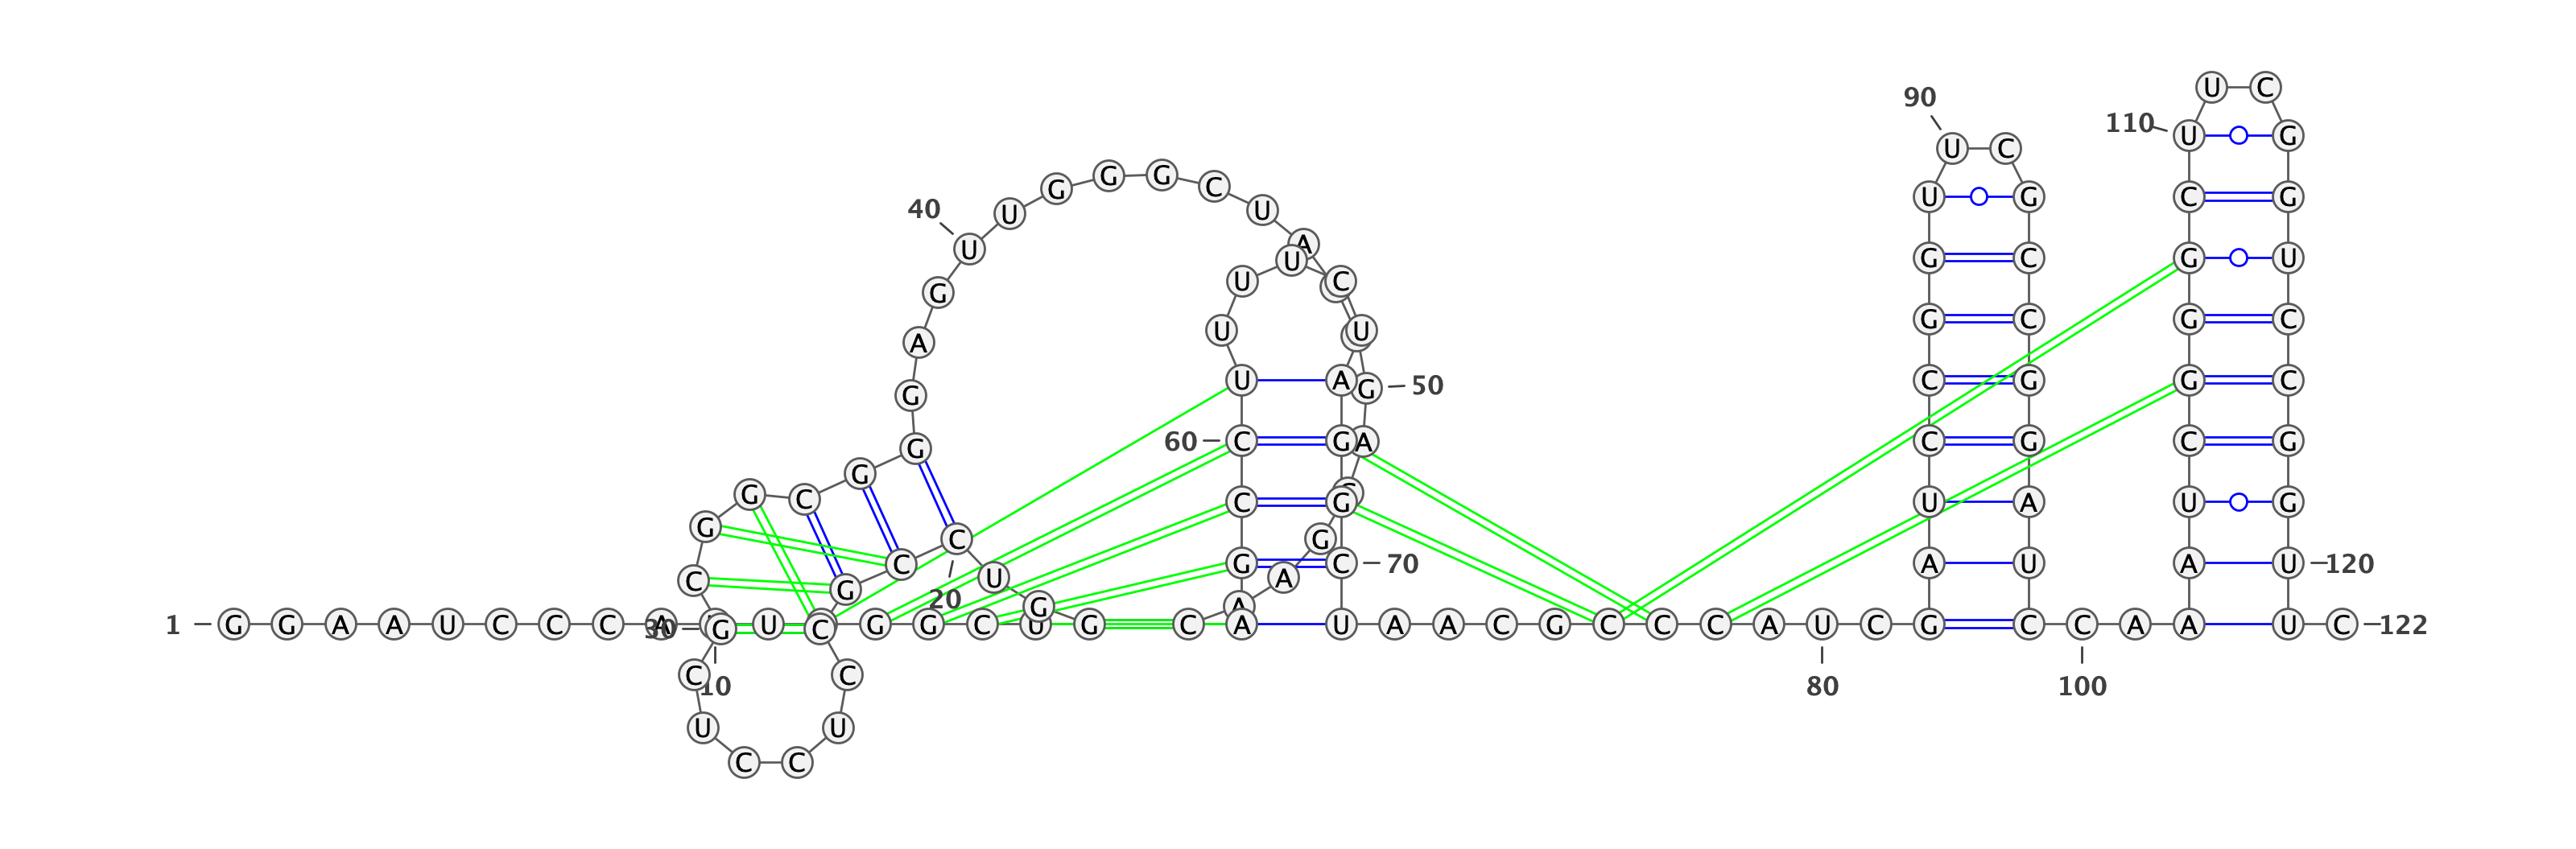 U C
90
110 U G
U C
G G G C
U G C G
40 U U
U A
U G C G U
U C
G
G C G C
A U U
U A G 50 C G G C
G
60 C G A C G C G
G
G
G C C G U A U G
G
C G
C G C 70 A U A U 120
C G U A
20 G A
1 G G A A U C C C A U G G C U G C A U A A C G C C C A U C G C C A A U C 122
30 G C
C C
10 80 100
U U
C C